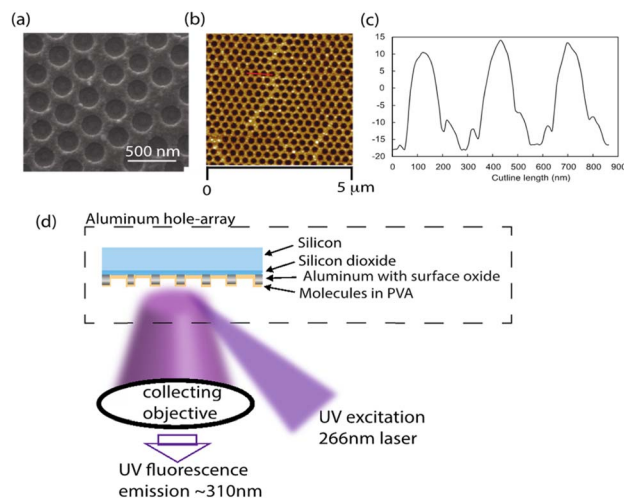 (a)
500 nm
(b)
0
5 µm
(c)
15
10
5
0
-5
-10
-15
-20
0 100 200 300 400 500 600 700 800 900
Cutline length (nm)
(d)
Aluminum hole-array
Silicon
Silicon dioxide
Aluminum with surface oxide
Molecules in PVA
collecting
objective
UV excitation
266nm laser
UV fluorescence
emission ~310nm